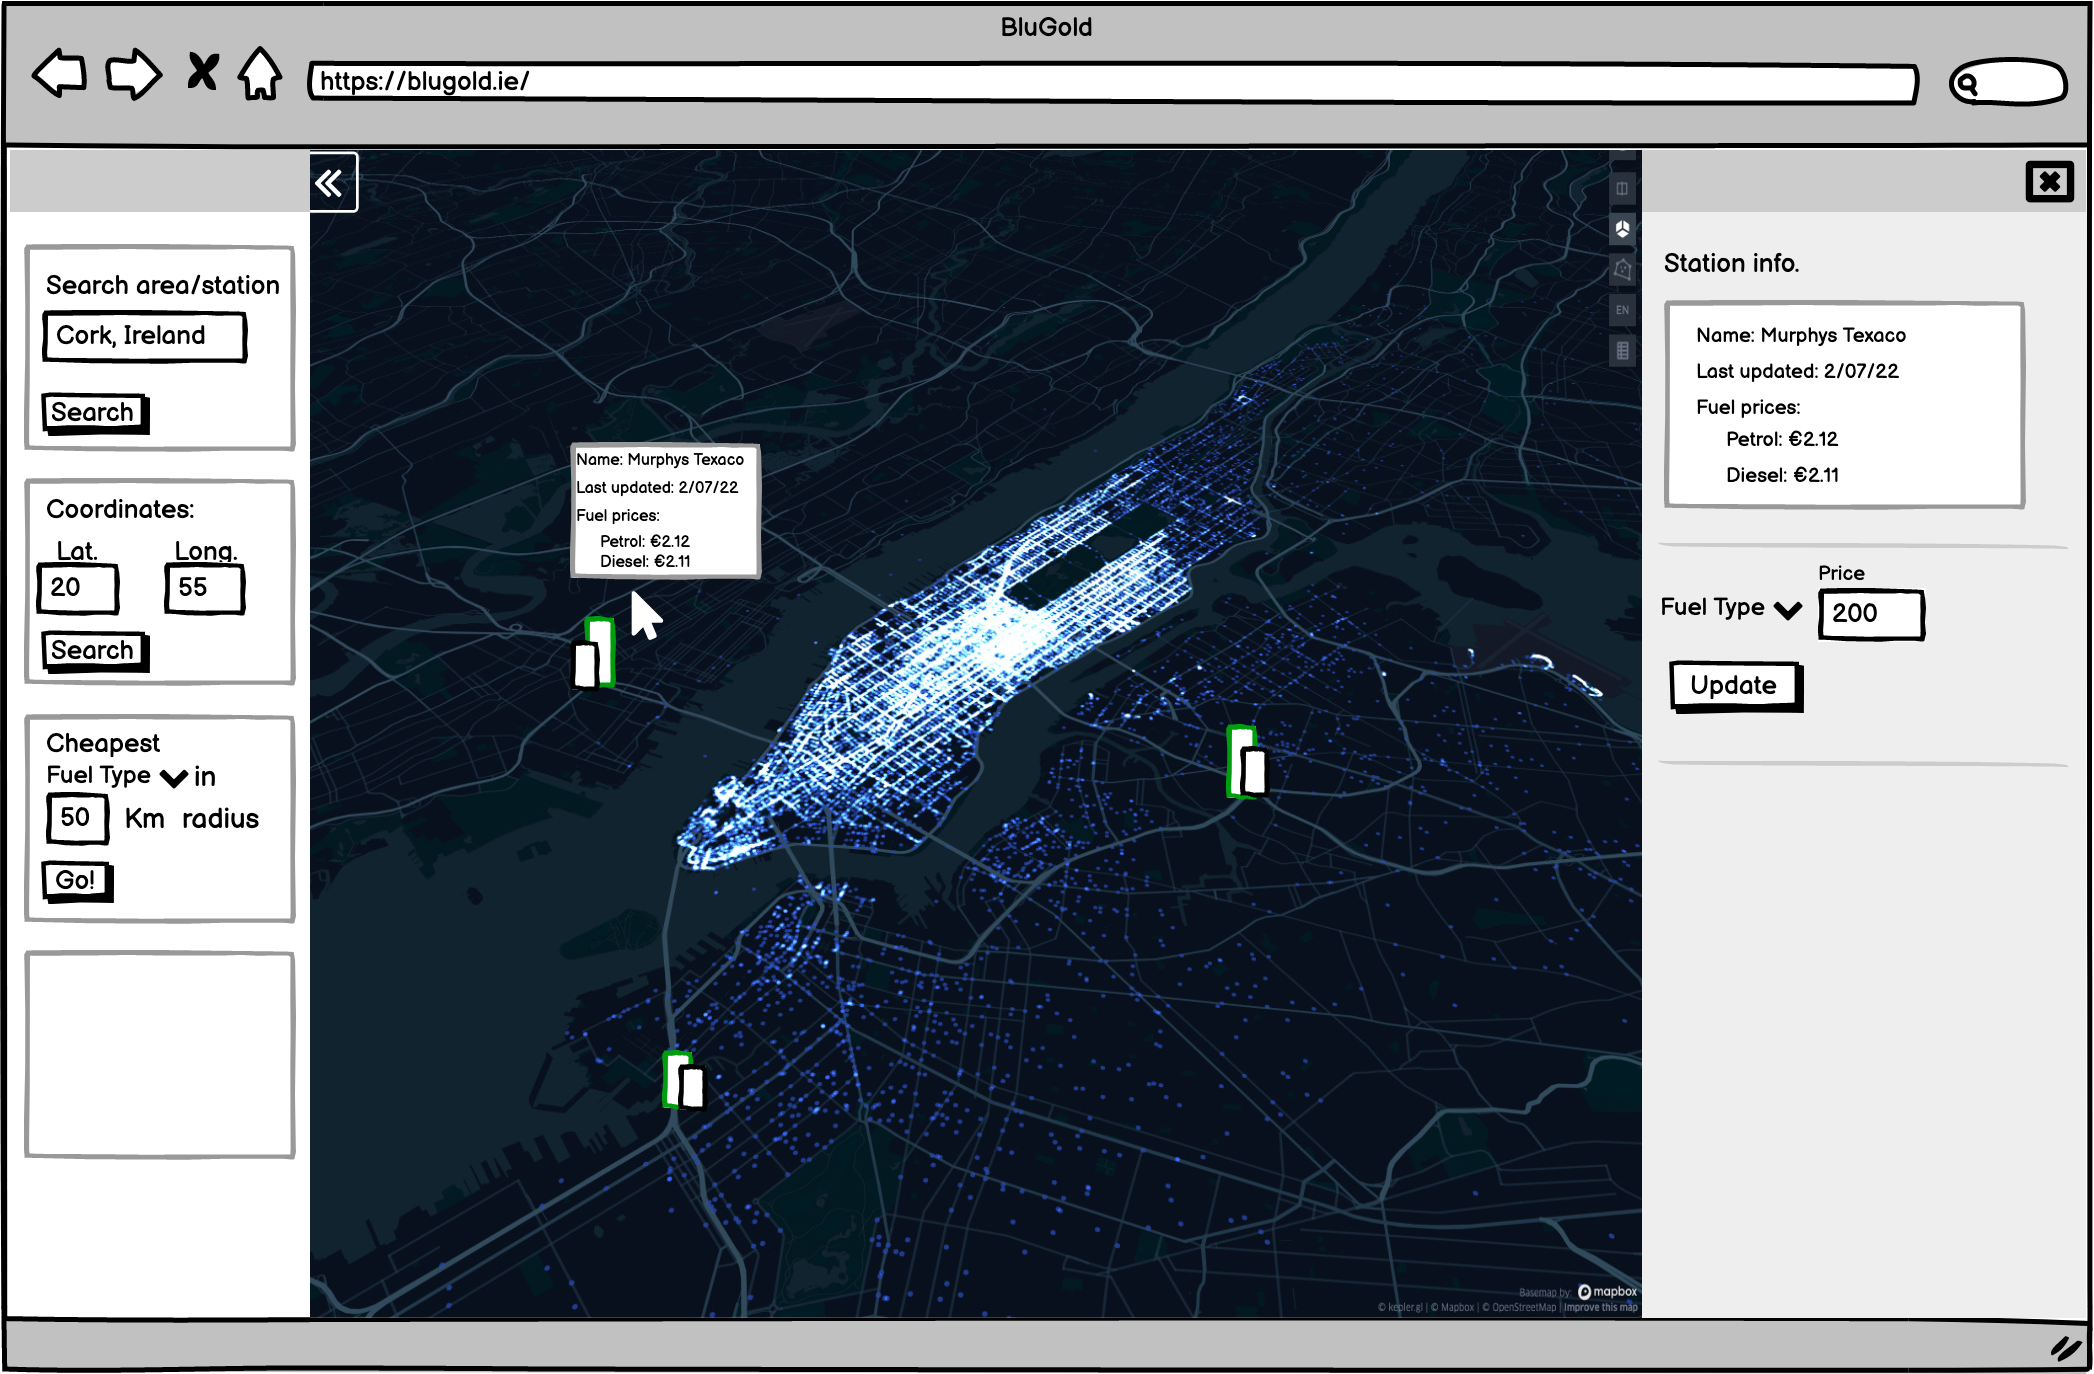 BluGold
https://blugold.ie/
Search area/station
Cork, Ireland
Search
Coordinates:
Lat. Long.
20 55
Search
Cheapest
Fuel Type in
50 Km radius
Go!
Name: Murphys Texaco
Last updated: 2/07/22
Fuel prices:
Petrol: €2.12
Diesel: €2.11
EN
Basemap by: mapbox
© kepler.gl | © Mapbox | © OpenStreetMap | Improve this map
Station info.
Name: Murphys Texaco
Last updated: 2/07/22
Fuel prices:
Petrol: €2.12
Diesel: €2.11
Price
Fuel Type 200
Update